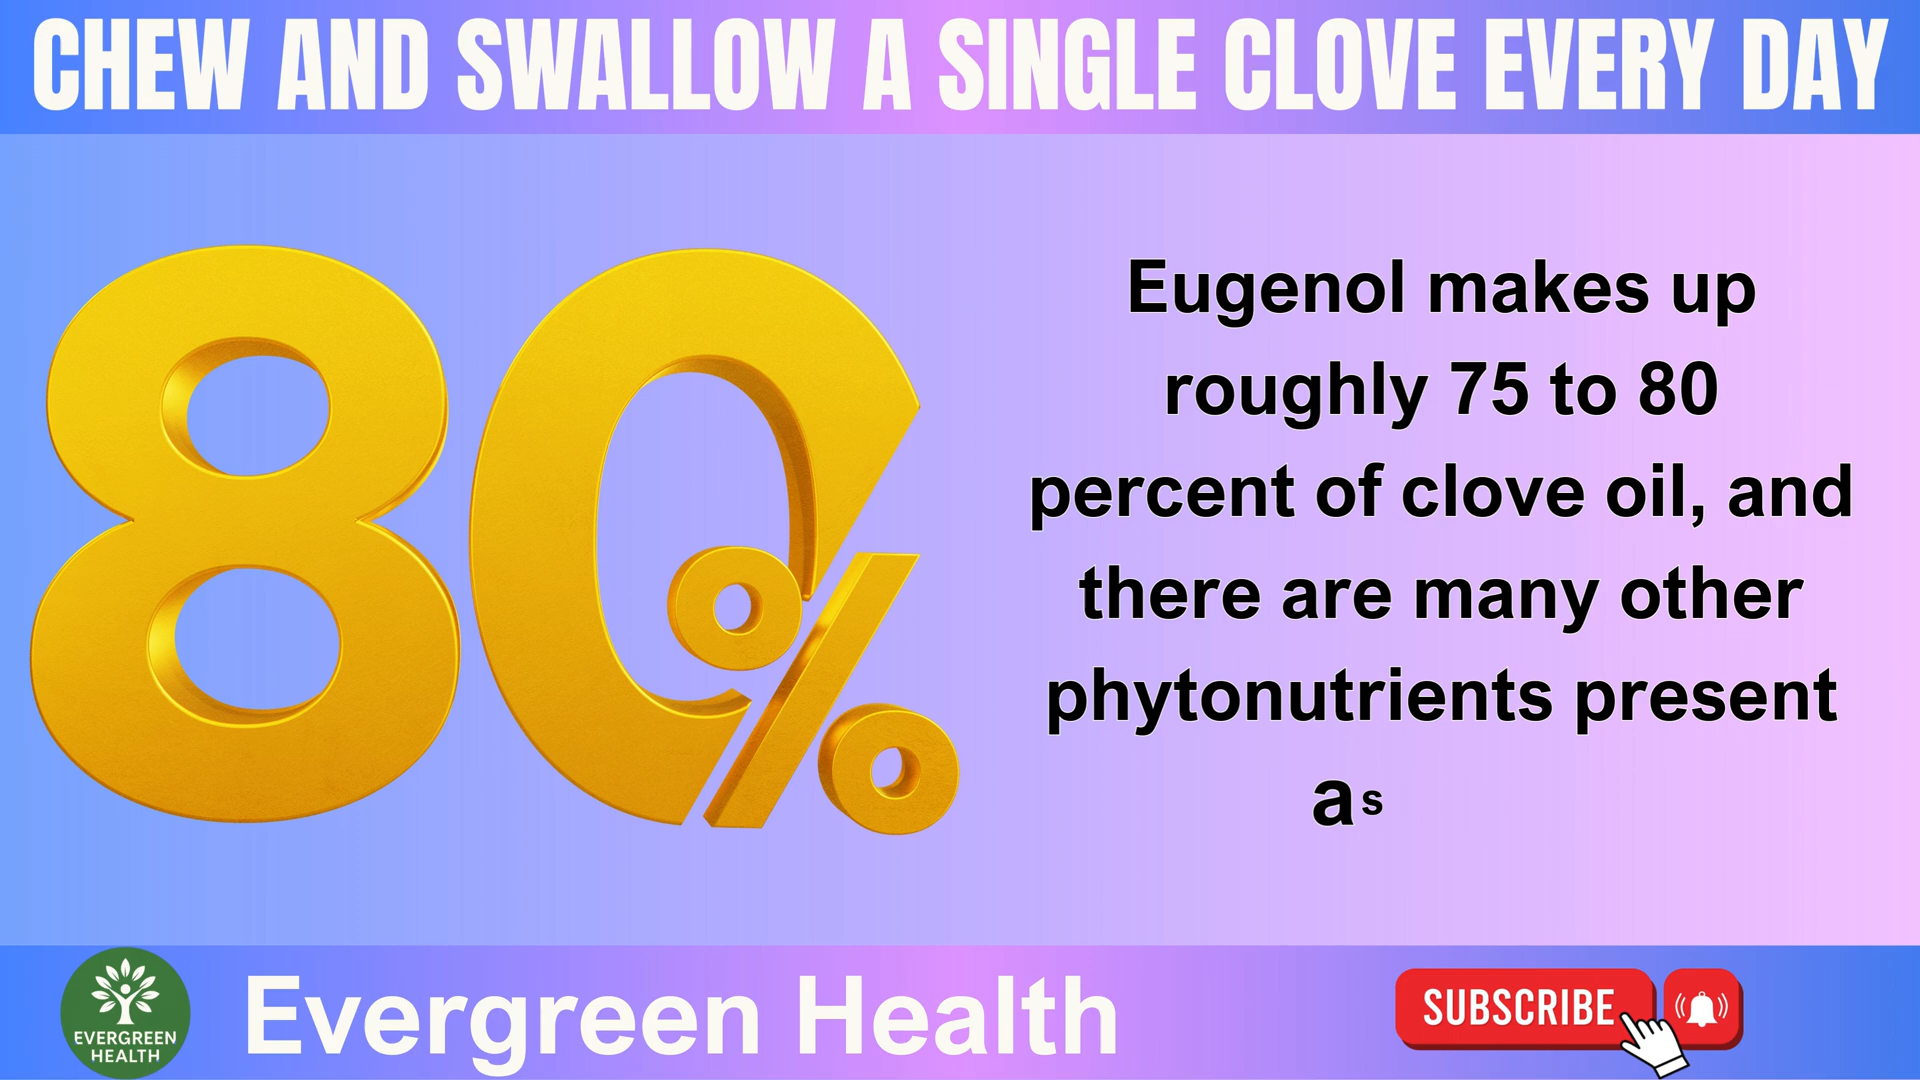 CHEW AND SWALLOW A SINGLE CLOVE EVERY DAY
80%
Eugenol makes up
roughly 75 to 80
percent of clove oil, and
there are many other
phytonutrients present
as
EVERGREEN
HEALTH
Evergreen Health
SUBSCRIBE